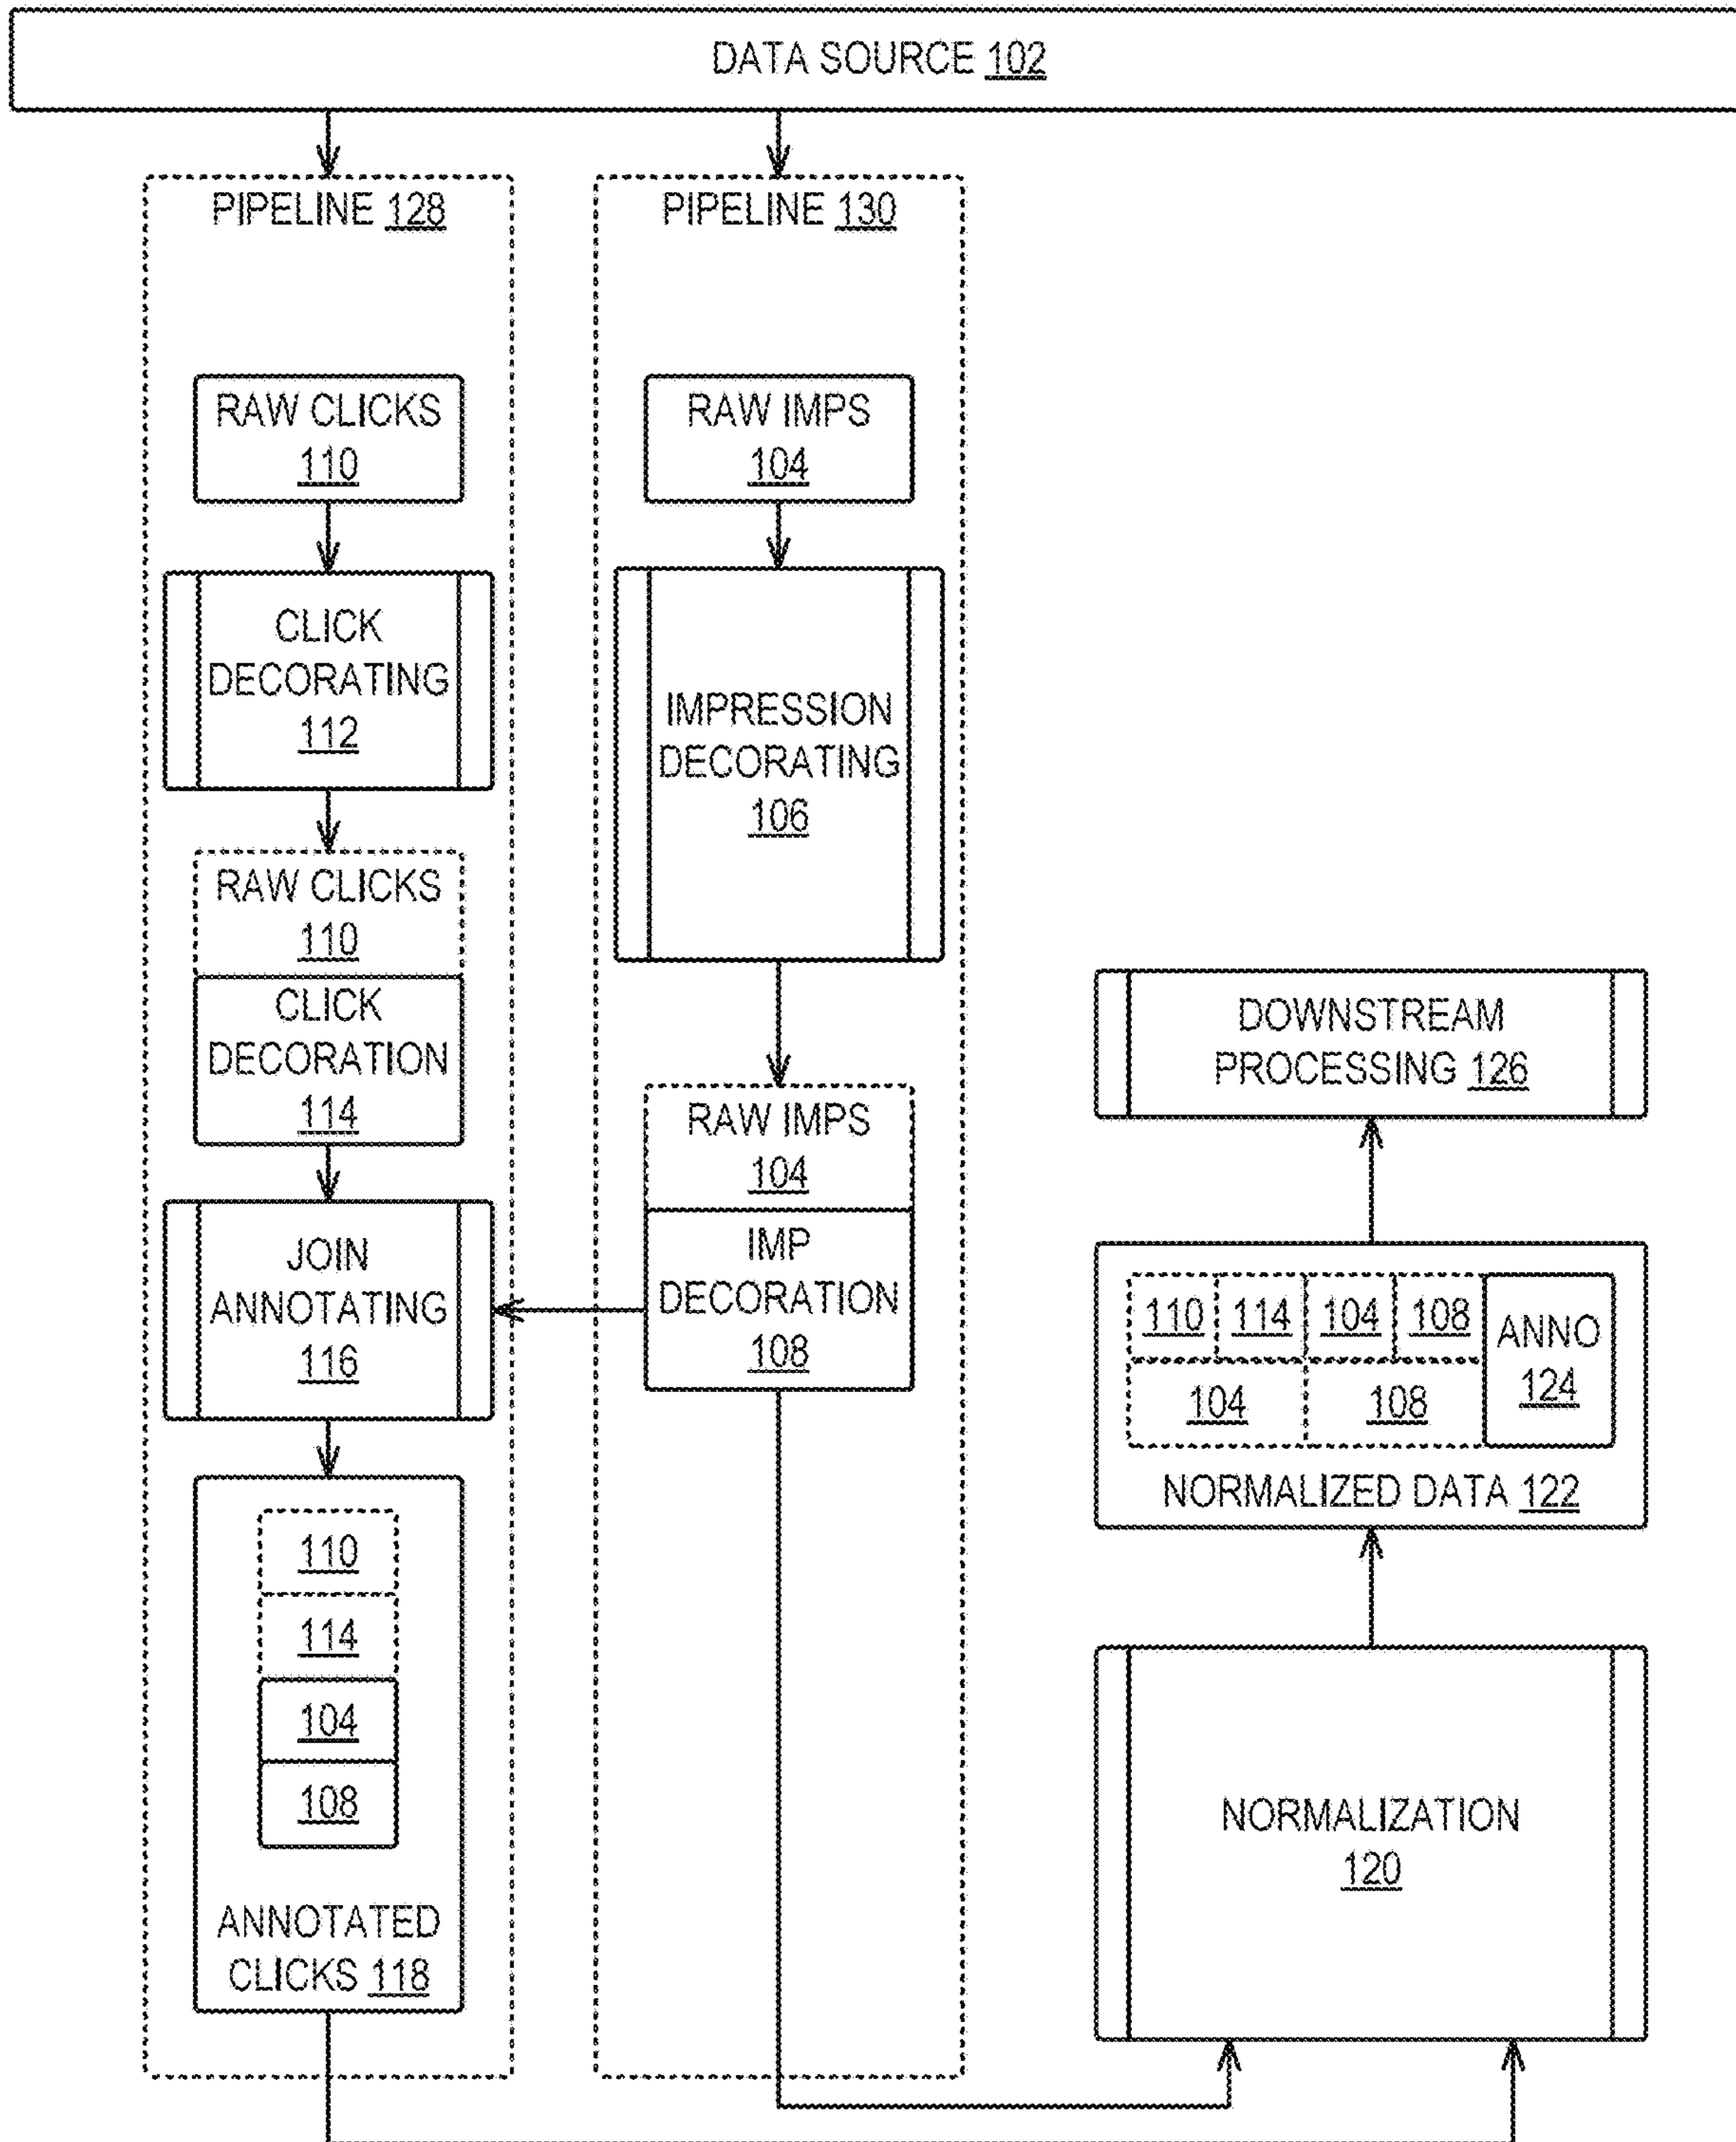 DATA SOURCE 102
PIPELINE 128
RAW CLICKS
110
CLICK
DECORATING
112
RAW CLICKS
110
CLICK
DECORATION
114
JOIN
ANNOTATING
116
110
114
104
108
ANNOTATED
CLICKS 118
PIPELINE 130
RAW IMPS
104
IMPRESSION
DECORATING
106
RAW IMPS
104
IMP
DECORATION
108
DOWNSTREAM
PROCESSING 126
110 114 104 108
ANNO
124
104 108
NORMALIZED DATA 122
NORMALIZATION
120